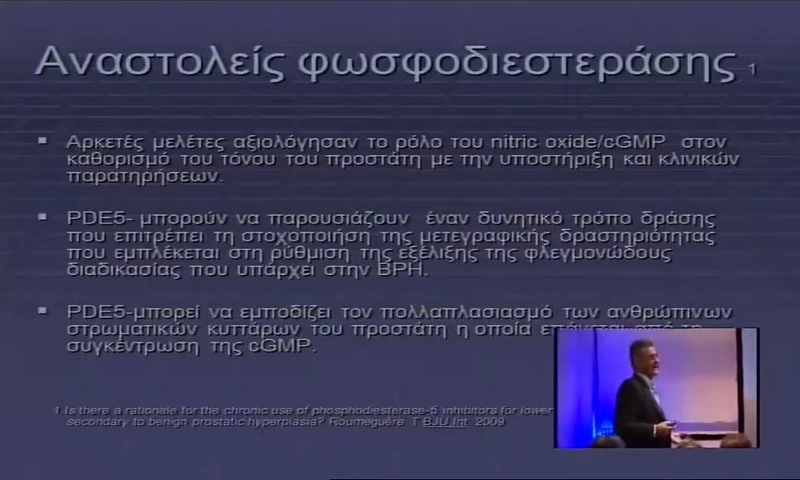 Αναστολείς φωσφοδιεστεράσης 1
Αρκετές μελέτες αξιολόγησαν το ρόλο του nitric oxide/cGMP στον
καθορισμό του τόνου του προστάτη με την υποστήριξη και κλινικών
παρατηρήσεων.
PDE5- μπορούν να παρουσιάζουν έναν δυνητικό τρόπο δράσης
που επιτρέπει τη στοχοποιήση της μετεγραφικής δραστηριότητας
που εμπλέκεται στη ρύθμιση της εξέλιξης της φλεγμονώδους
διαδικασίας που υπάρχει στην BPH.
PDE5-μπορεί να εμποδίζει τον πολλαπλασιασμό των ανθρώπινων
στρωματικών κυττάρων του προστάτη η οποία
συγκέντρωση της cGMP.
1 Is there a rationale for the chronic use of phosphodiesterase-5 inhibitors for lower
secondary to benign prostatic hyperplasia? Roumeguère T BJU Int. 2009